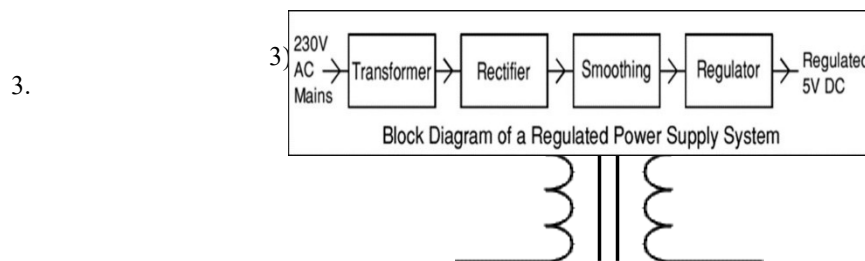 3.
3)
230V
AC
Mains
Transformer
Rectifier
Smoothing
Regulator
Regulated
5V DC
Block Diagram of a Regulated Power Supply System